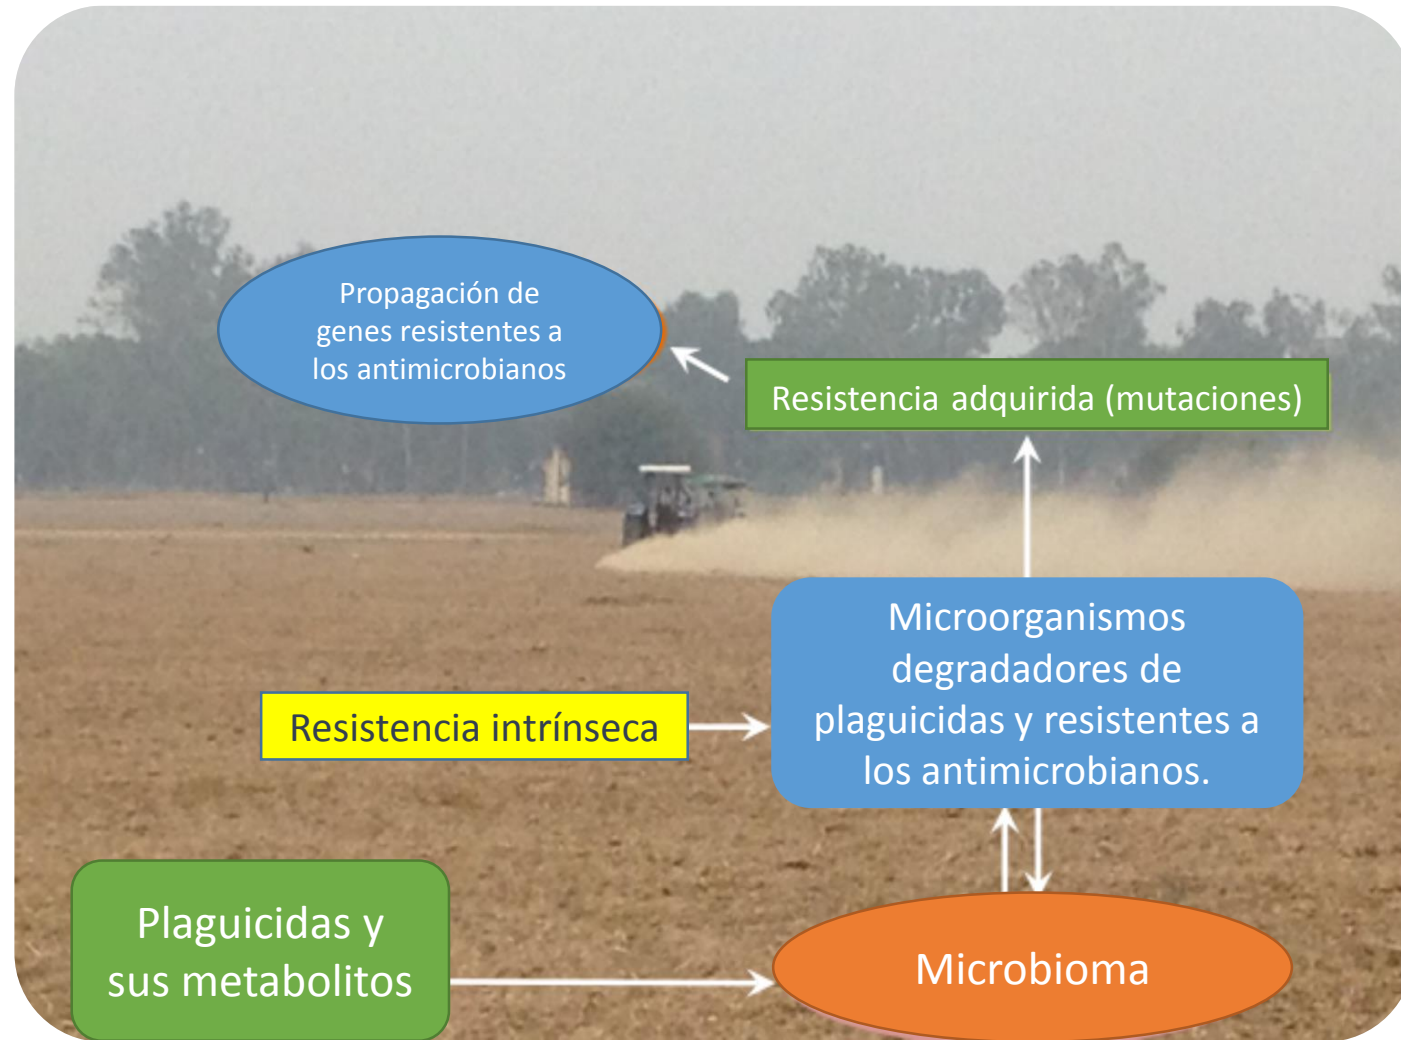 Propagación de
genes resistentes a
los antimicrobianos
Resistencia adquirida (mutaciones)
Microorganismos
degradadores de
plaguicidas y resistentes a
los antimicrobianos.
Resistencia intrínseca
Plaguicidas y
sus metabolitos
Microbioma